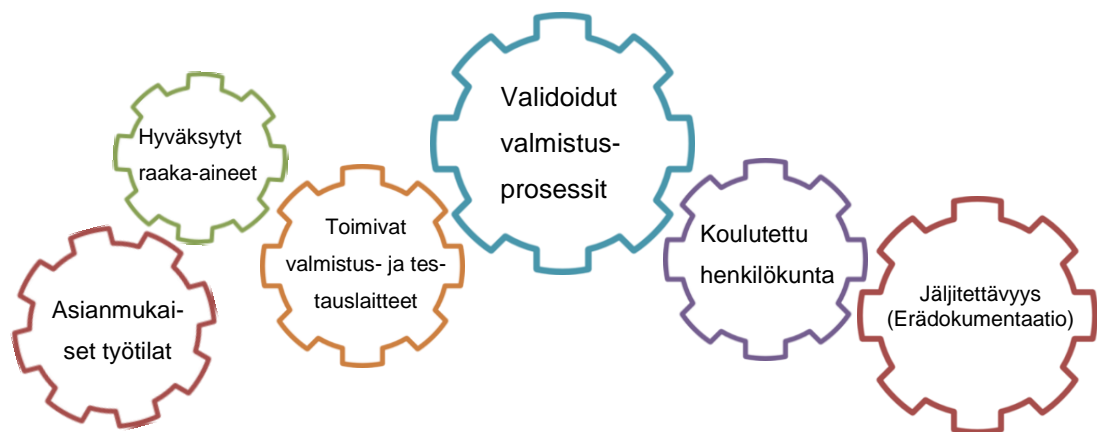 Hyväksytyt
raaka-aineet
Asianmukai-
set työtilat
Toimivat
valmistus- ja tes-
tauslaitteet
Validoidut
valmistus-
prosessit
Koulutettu
henkilökunta
Jäljitettävyys
(Erädokumentaatio)